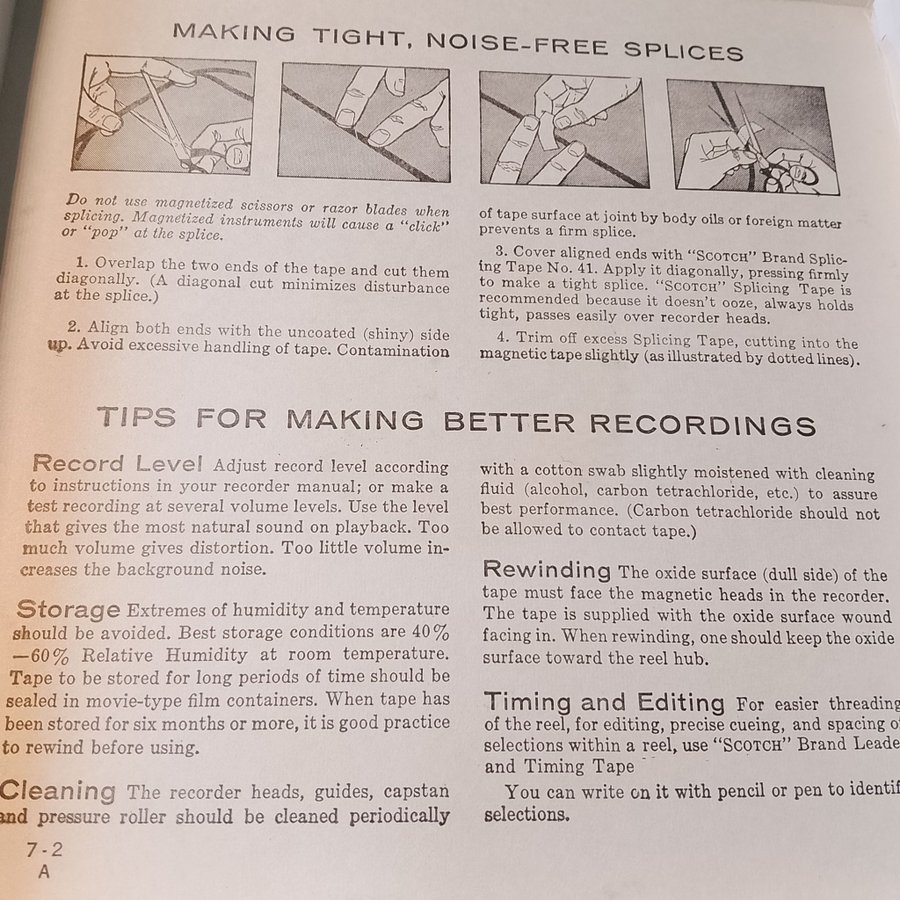 MAKING TIGHT, NOISE-FREE SPLICES
Do not use magnetized scissors or razor blades when
splicing. Magnetized instruments will cause a “click”
or “pop” at the splice.
1. Overlap the two ends of the tape and cut them
diagonally. (A diagonal cut minimizes disturbance
at the splice.)
2. Align both ends with the uncoated (shiny) side
up. Avoid excessive handling of tape. Contamination
of tape surface at joint by body oils or foreign matter
prevents a firm splice.
3. Cover aligned ends with “SCOTCH” Brand Splic-
ing Tape No. 41. Apply it diagonally, pressing firmly
to make a tight splice. “SCOTCH” Splicing Tape is
recommended because it doesn’t ooze, always holds
tight, passes easily over recorder heads.
4. Trim off excess Splicing Tape, cutting into the
magnetic tape slightly (as illustrated by dotted lines).
TIPS FOR MAKING BETTER RECORDINGS
Record Level Adjust record level according
to instructions in your recorder manual; or make a
test recording at several volume levels. Use the level
that gives the most natural sound on playback. Too
much volume gives distortion. Too little volume in-
creases the background noise.
Storage Extremes of humidity and temperature
should be avoided. Best storage conditions are 40%
—60% Relative Humidity at room temperature.
Tape to be stored for long periods of time should be
sealed in movie-type film containers. When tape has
been stored for six months or more, it is good practice
to rewind before using.
Cleaning The recorder heads, guides, capstan
and pressure roller should be cleaned periodically
with a cotton swab slightly moistened with cleaning
fluid (alcohol, carbon tetrachloride, etc.) to assure
best performance. (Carbon tetrachloride should not
be allowed to contact tape.)
Rewinding The oxide surface (dull side) of the
tape must face the magnetic heads in the recorder.
The tape is supplied with the oxide surface wound
facing in. When rewinding, one should keep the oxide
surface toward the reel hub.
Timing and Editing For easier threading
of the reel, for editing, precise cueing, and spacing o
selections within a reel, use “SCOTCH” Brand Leade
and Timing Tape
You can write on it with pencil or pen to identif
selections.
7-2
A